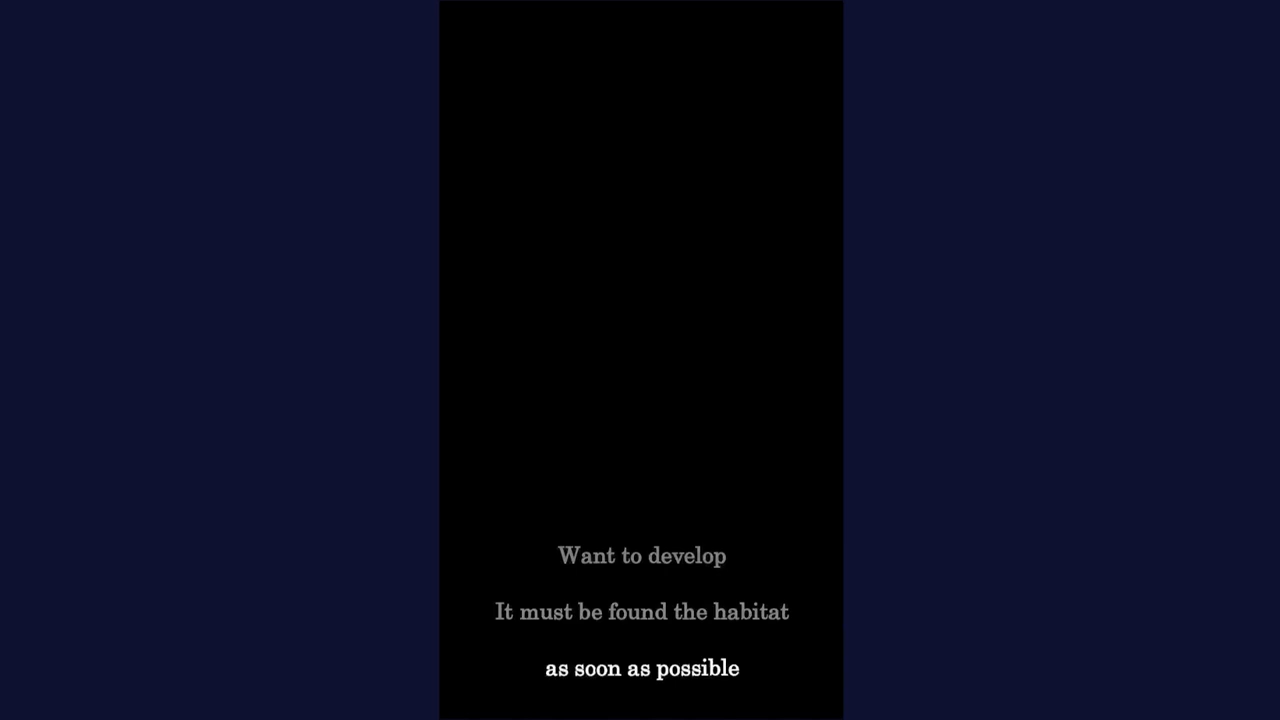 Want to develop
It must be found the habitat
as soon as possible